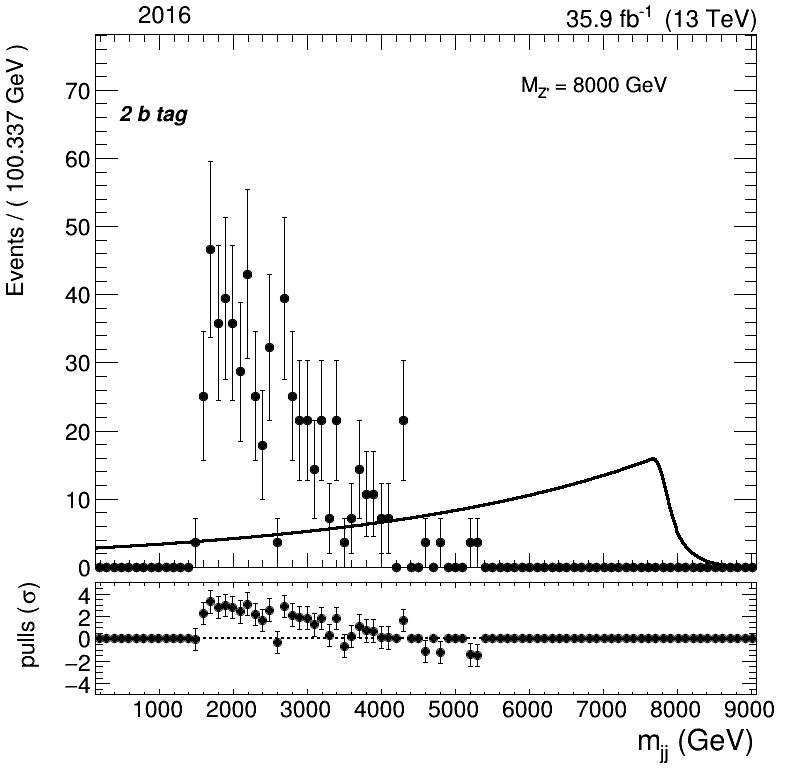 2016 35.9 fb⁻¹ (13 TeV)
Events / ( 100.337 GeV )
70
60
50
40
30
20
10
0
2 b tag
M_Z' = 8000 GeV
pulls (σ)
4
2
0
−2
−4
1000 2000 3000 4000 5000 6000 7000 8000 9000
m_jj (GeV)